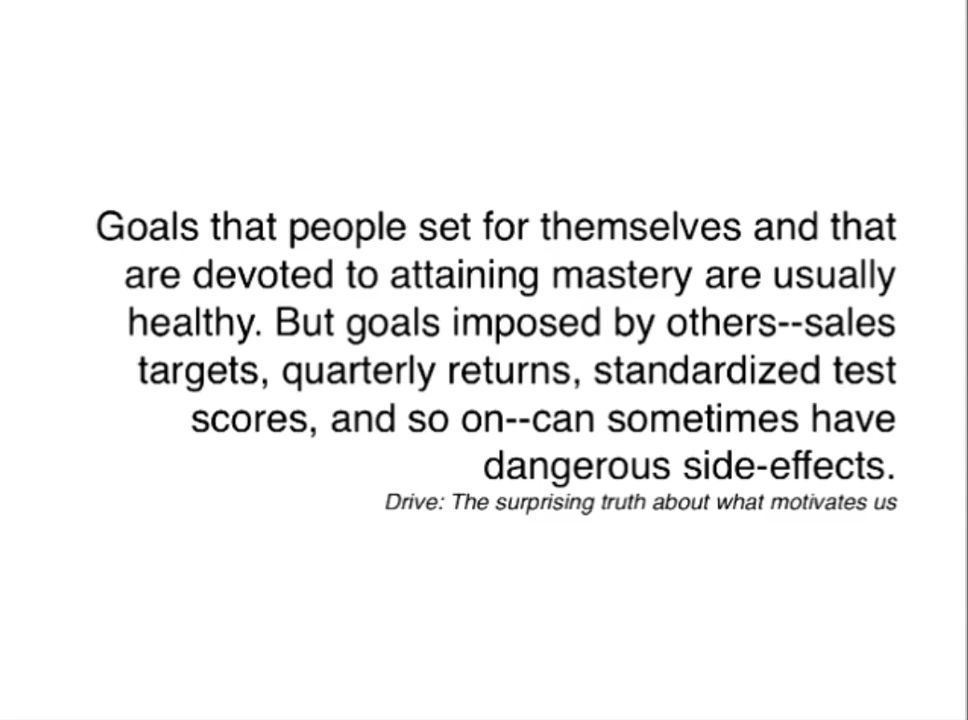 Goals that people set for themselves and that
are devoted to attaining mastery are usually
healthy. But goals imposed by others--sales
targets, quarterly returns, standardized test
scores, and so on--can sometimes have
dangerous side-effects.
Drive: The surprising truth about what motivates us